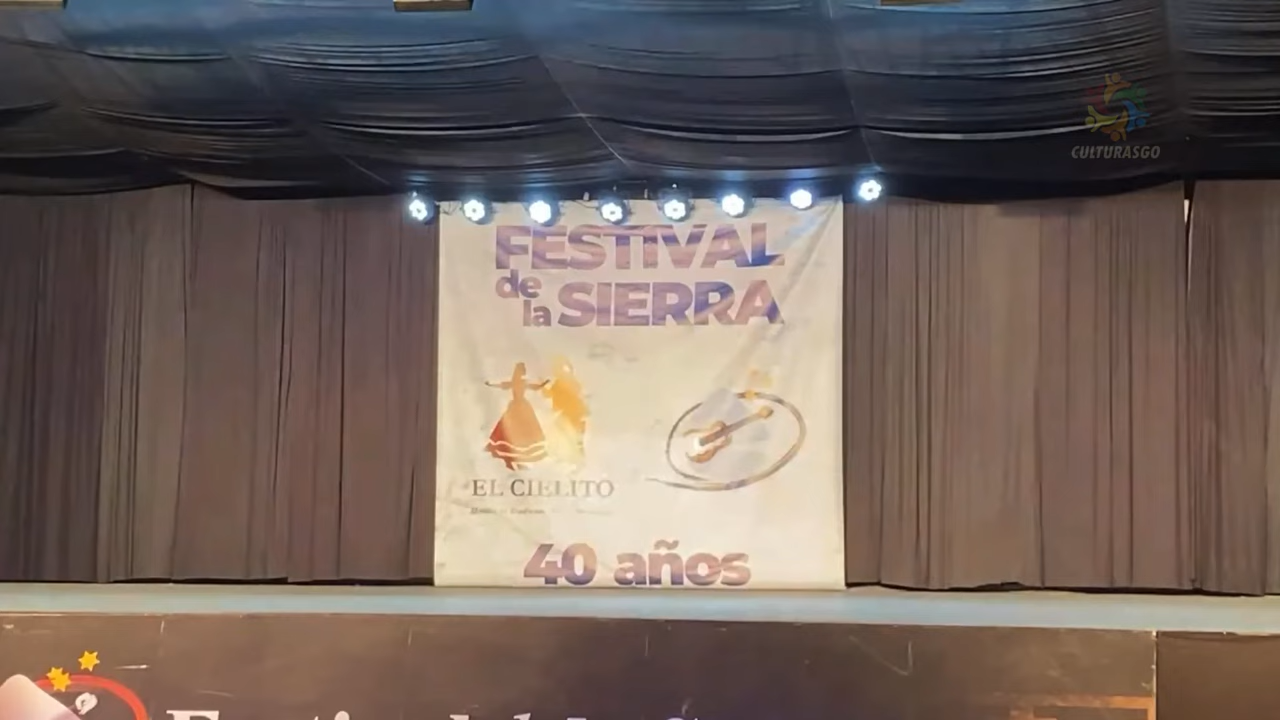 CULTURASGO
FESTIVAL
de
la SIERRA
EL CIELITO
40 años